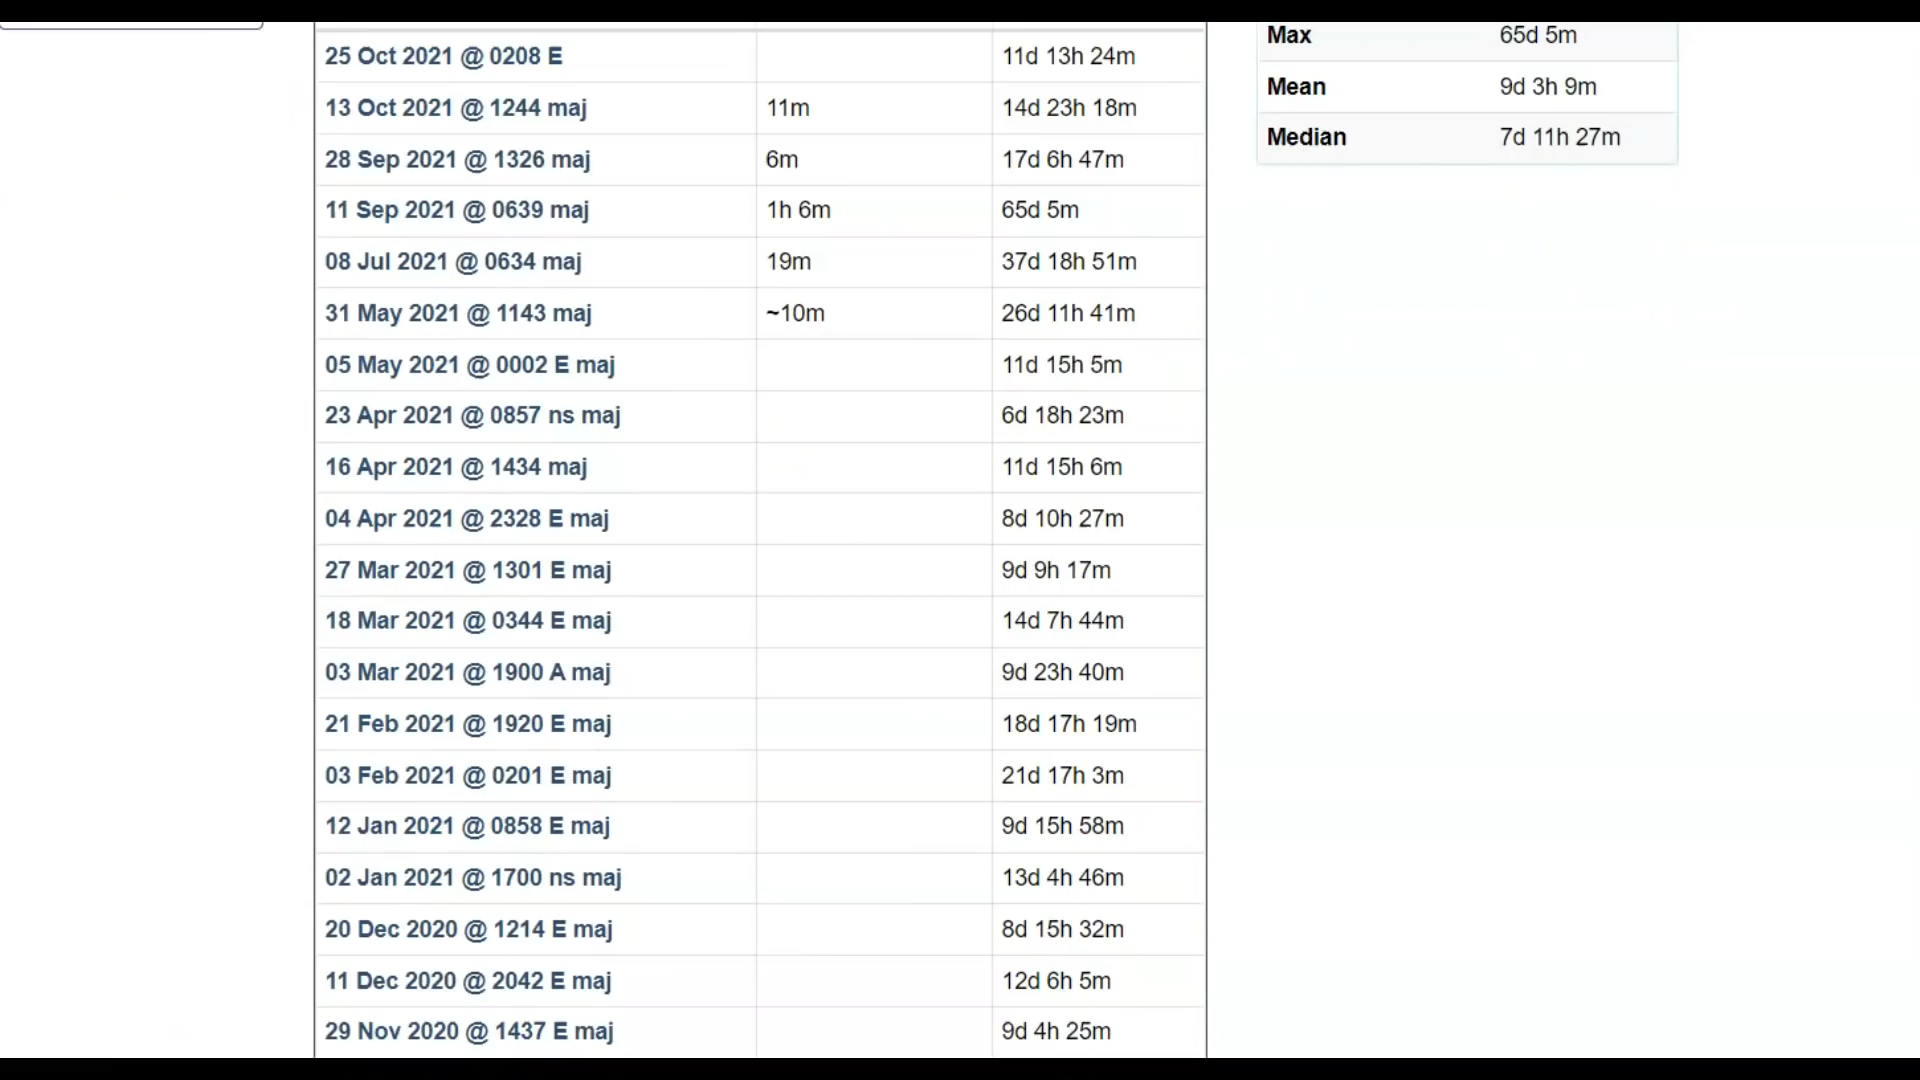 25 Oct 2021 @ 0208 E 11d 13h 24m
13 Oct 2021 @ 1244 maj 11m 14d 23h 18m
28 Sep 2021 @ 1326 maj 6m 17d 6h 47m
11 Sep 2021 @ 0639 maj 1h 6m 65d 5m
08 Jul 2021 @ 0634 maj 19m 37d 18h 51m
31 May 2021 @ 1143 maj ~10m 26d 11h 41m
05 May 2021 @ 0002 E maj 11d 15h 5m
23 Apr 2021 @ 0857 ns maj 6d 18h 23m
16 Apr 2021 @ 1434 maj 11d 15h 6m
04 Apr 2021 @ 2328 E maj 8d 10h 27m
27 Mar 2021 @ 1301 E maj 9d 9h 17m
18 Mar 2021 @ 0344 E maj 14d 7h 44m
03 Mar 2021 @ 1900 A maj 9d 23h 40m
21 Feb 2021 @ 1920 E maj 18d 17h 19m
03 Feb 2021 @ 0201 E maj 21d 17h 3m
12 Jan 2021 @ 0858 E maj 9d 15h 58m
02 Jan 2021 @ 1700 ns maj 13d 4h 46m
20 Dec 2020 @ 1214 E maj 8d 15h 32m
11 Dec 2020 @ 2042 E maj 12d 6h 5m
29 Nov 2020 @ 1437 E maj 9d 4h 25m
Max 65d 5m
Mean 9d 3h 9m
Median 7d 11h 27m